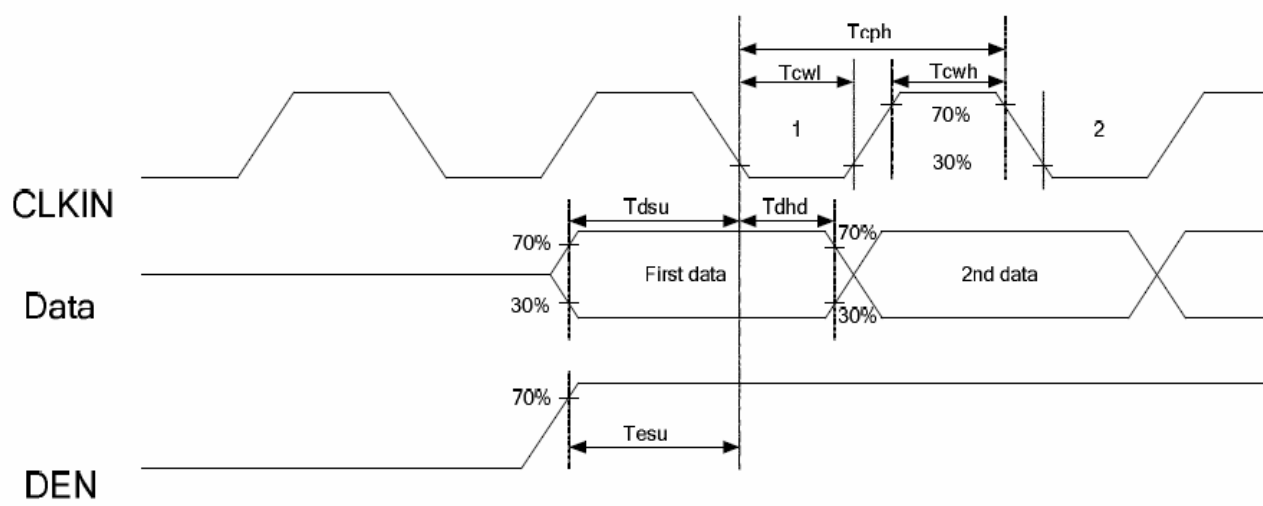 Tcph
Tcwl
Tcwh
1
70%
2
30%
CLKIN
Tdsu
Tdhd
70%
70%
First data
2nd data
Data
30%
30%
70%
Tesu
DEN